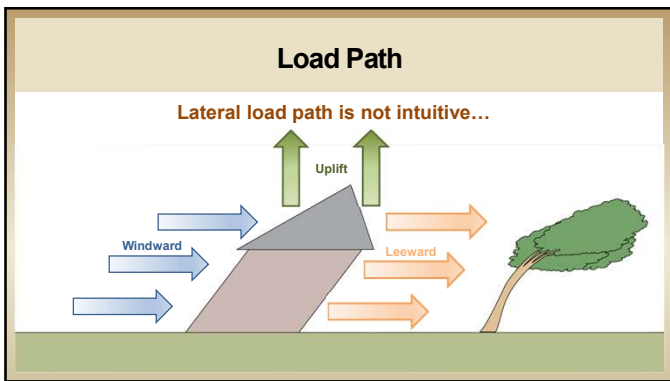 Load Path
Lateral load path is not intuitive…
Uplift
Windward
Leeward